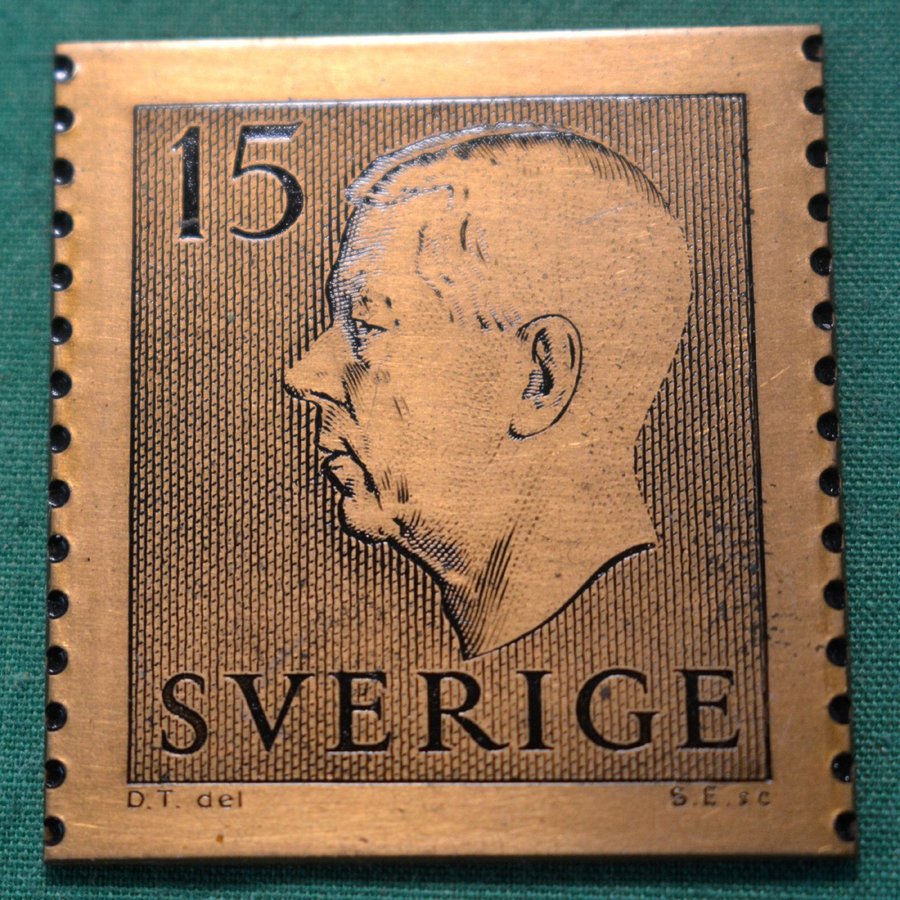 15
SVERIGE
D.T. del
S.E. sc